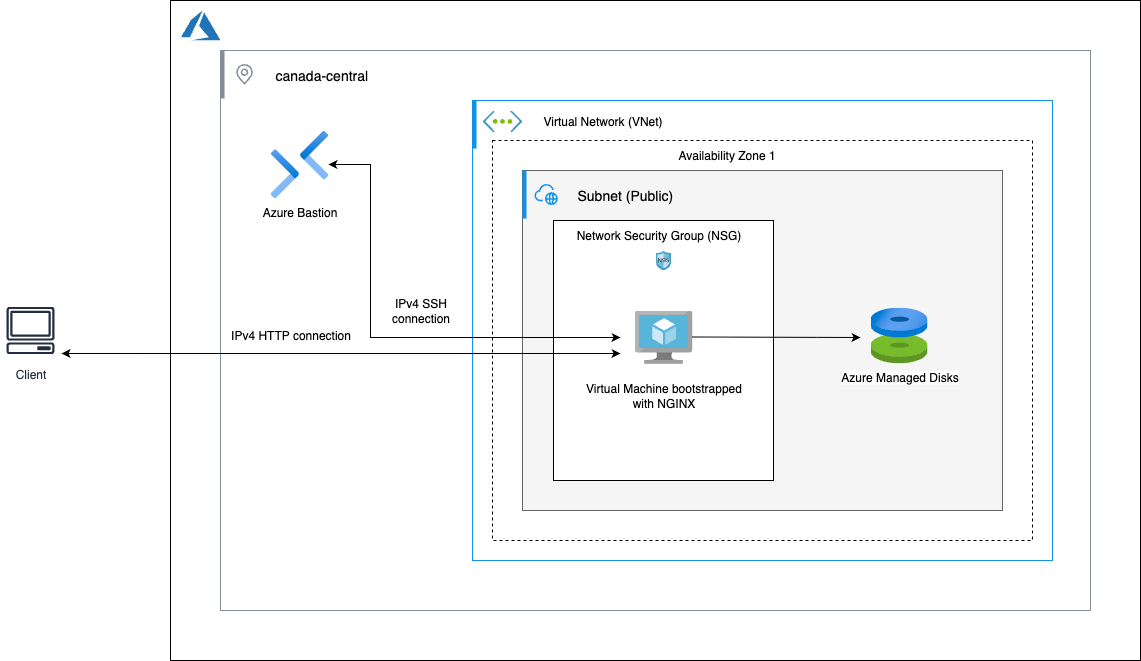 canada-central
Virtual Network (VNet)
Availability Zone 1
Subnet (Public)
Network Security Group (NSG)
NSG
Azure Bastion
IPv4 SSH
connection
IPv4 HTTP connection
Client
Virtual Machine bootstrapped
with NGINX
Azure Managed Disks